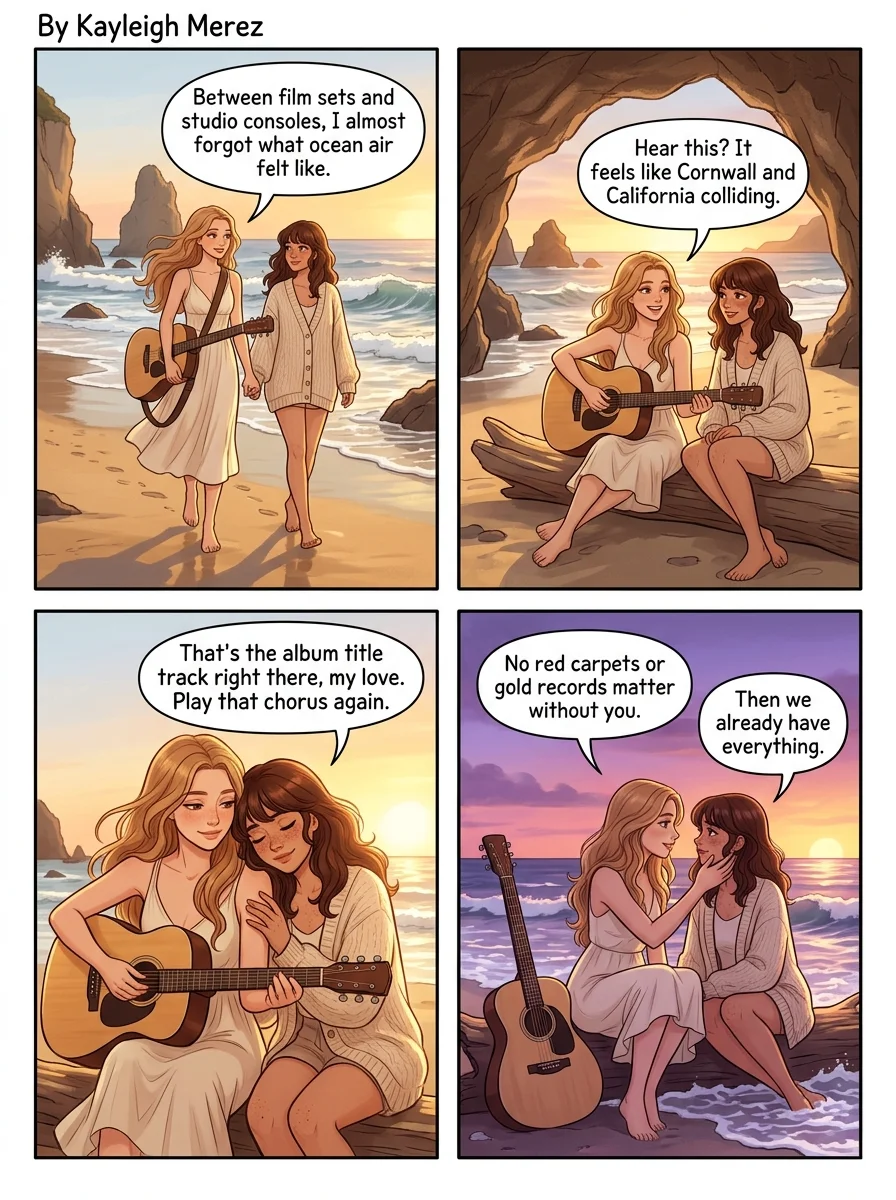 By Kayleigh Merez
Between film sets and
studio consoles, I almost
forgot what ocean air
felt like.
Hear this? It
feels like Cornwall and
California colliding.
That's the album title
track right there, my love.
Play that chorus again.
No red carpets or
gold records matter
without you.
Then we
already have
everything.